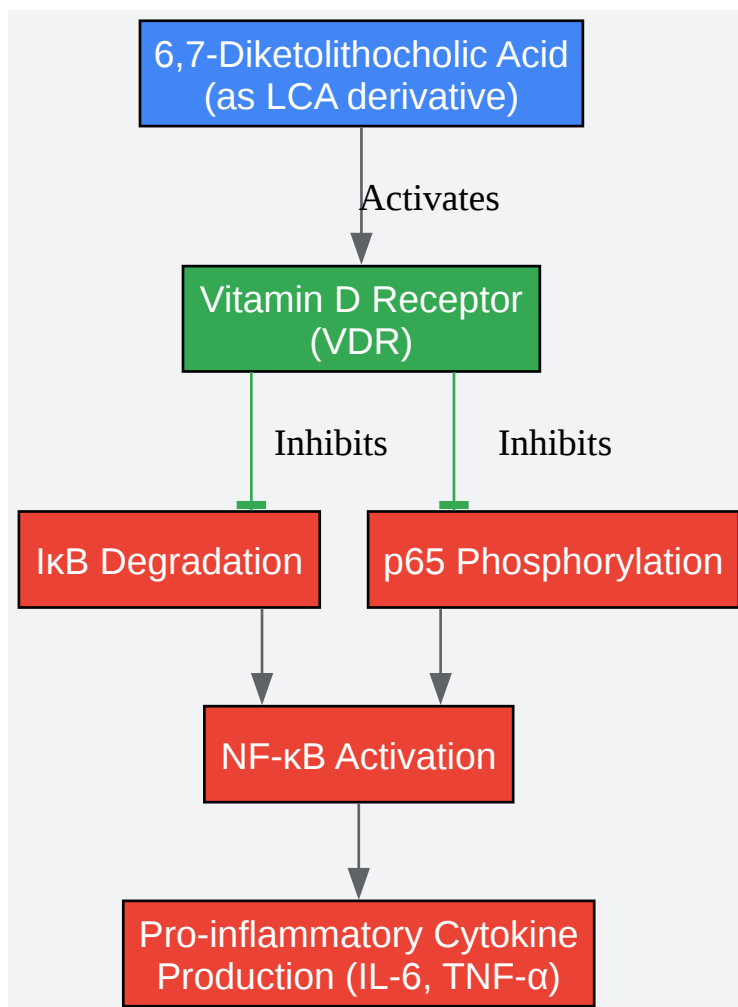 6,7-Diketolithocholic Acid
(as LCA derivative)
Activates
Vitamin D Receptor
(VDR)
Inhibits
Inhibits
IκB Degradation
p65 Phosphorylation
NF-κB Activation
Pro-inflammatory Cytokine
Production (IL-6, TNF-α)